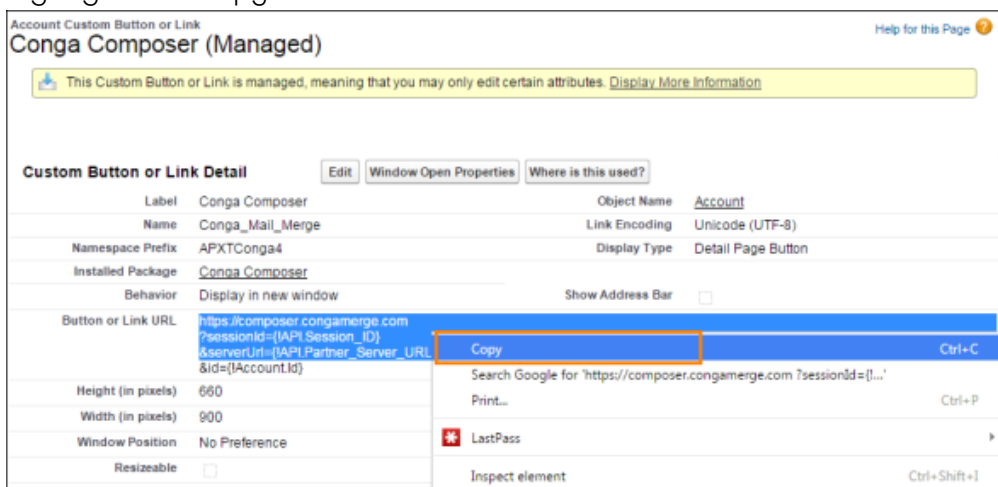 Account Custom Button or Link
Conga Composer (Managed)
Help for this Page
This Custom Button or Link is managed, meaning that you may only edit certain attributes. Display More Information
Custom Button or Link Detail
Edit
Window Open Properties
Where is this used?
Label Conga Composer Object Name Account
Name Conga_Mail_Merge Link Encoding Unicode (UTF-8)
Namespace Prefix APXTConga4 Display Type Detail Page Button
Installed Package Conga Composer
Behavior Display in new window Show Address Bar
Button or Link URL https://composer.congamerge.com
?sessionId={!API.Session_ID}
&serverUrl={!API.Partner_Server_URL
&id={!Account.Id}
Copy Ctrl+C
Search Google for 'https://composer.congamerge.com ?sessionId={!...'
Print... Ctrl+P
LastPass
Inspect element Ctrl+Shift+I
Height (in pixels) 660
Width (in pixels) 900
Window Position No Preference
Resizeable